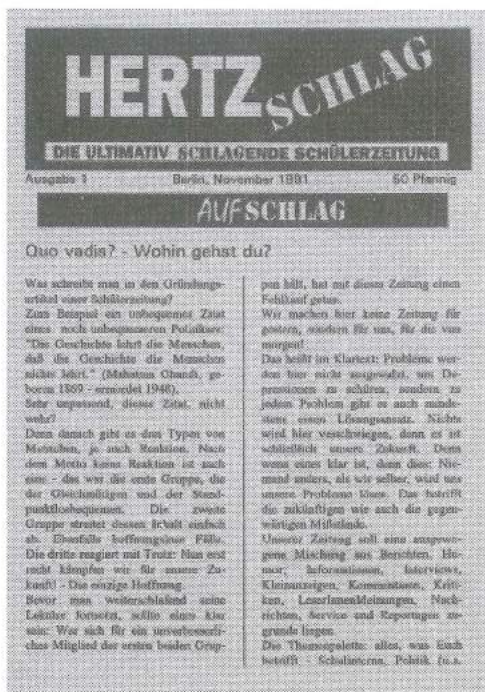 HERTZ
SCHLAG
DIE ULTIMATIV SCHLAGENDE SCHÜLERZEITUNG
Ausgabe 1 Berlin, November 1991 50 Pfennig
AUFSCHLAG
Quo vadis? - Wohin gehst du?
Was schreibt man in den Gründungs-
artikel einer Schülerzeitung?
Zum Beispiel ein unbequemes Zitat
eines noch unbequemeren Politikers:
"Die Geschichte lehrt die Menschen,
daß die Geschichte die Menschen
nichts lehrt." (Mahatma Ghandi, ge-
boren 1869 - ermordet 1948).
Sehr unpassend, dieses Zitat, nicht
wahr?
Denn danach gibt es drei Typen von
Menschen, je nach Reaktion. Nach
dem Motto keine Reaktion ist auch
eine - das war die erste Gruppe, die
der Gleichmütigen und der Stand-
punktlosbequemen. Die zweite
Gruppe streitet dessen Inhalt einfach
ab. Ebenfalls hoffnungslose Fälle.
Die dritte reagiert mit Trotz: Nun erst
recht kämpfen wir für unsere Zu-
kunft! - Die einzige Hoffnung.
Bevor man weiterschlafend seine
Lektüre fortsetzt, sollte eines klar
sein: Wer sich für ein unverbesserli-
ches Mitglied der ersten beiden Grup-
pen hält, hat mit dieser Zeitung einen
Fehlkauf getan.
Wir machen hier keine Zeitung für
gestern, sondern für uns, für die von
morgen!
Das heißt im Klartext: Probleme wer-
den hier nicht ausgewalzt, um De-
pressionen zu schüren, sondern zu
jedem Problem gibt es auch minde-
stens einen Lösungsansatz. Nichts
wird hier verschwiegen, denn es ist
schließlich unsere Zukunft. Denn
wenn eines klar ist, dann dies: Nie-
mand anders, als wir selber, wird uns
unsere Probleme lösen. Das betrifft
die zukünftigen wie auch die gegen-
wärtigen Mißstände.
Unserer Zeitung soll eine ausgewo-
gene Mischung aus Berichten, Hu-
mor, Informationen, Interviews,
Kleinanzeigen, Kommentaren, Kriti-
ken, LeserInnenMeinungen, Nach-
richten, Service und Reportagen zu-
grunde liegen.
Die Themenpalette: alles, was Euch
betrifft - Schulinterna, Politik (u.a.